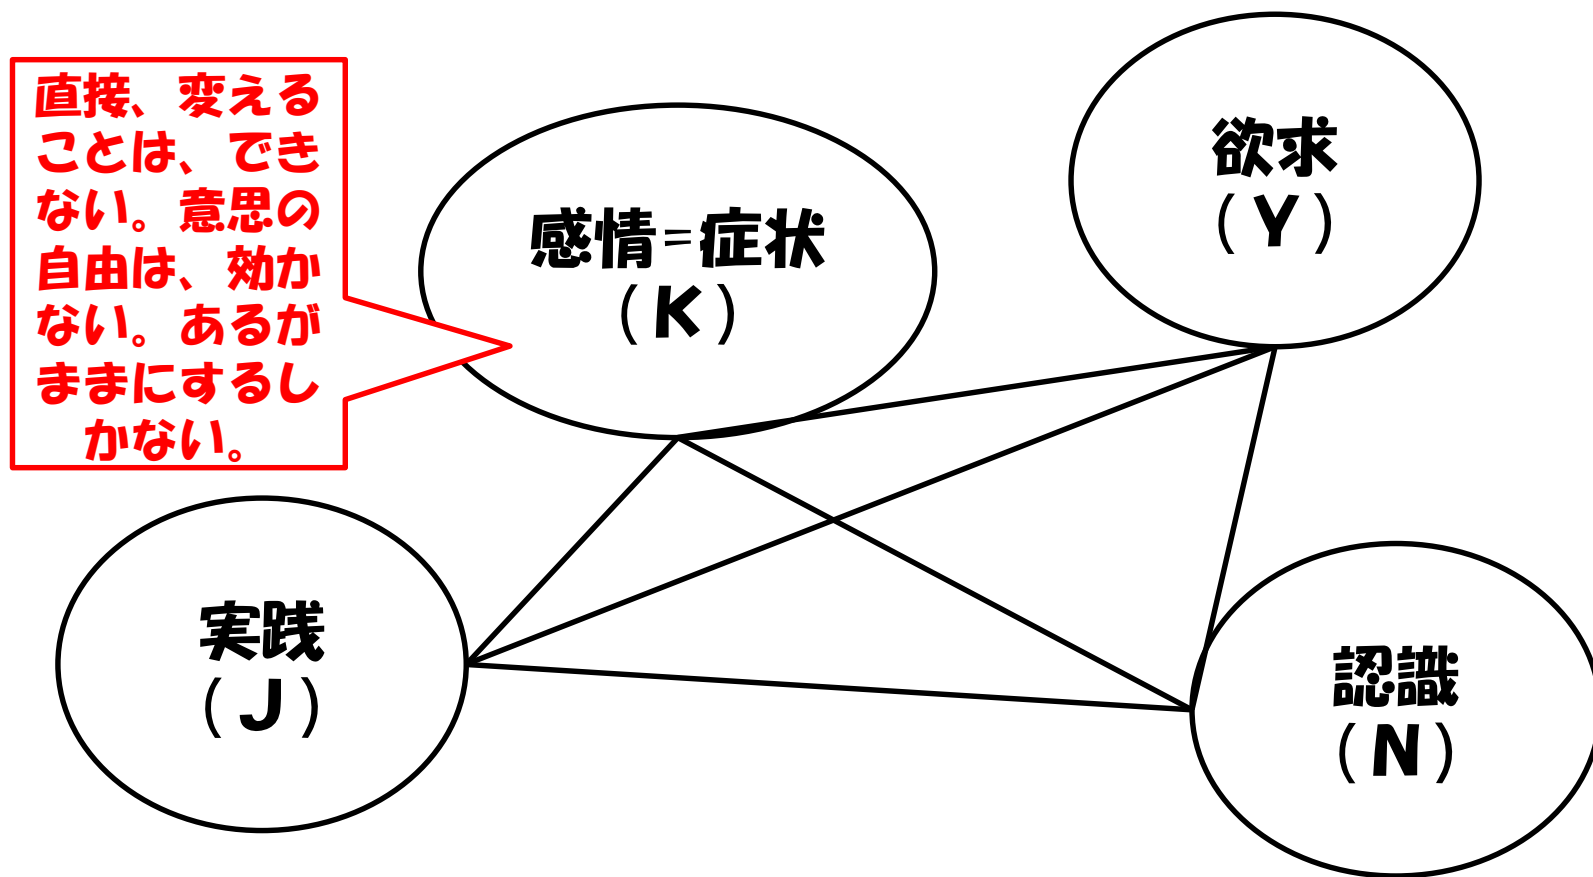 直接、変える
ことは、でき
ない。意思の
自由は、効か
ない。あるが
ままにするし
かない。
感情=症状
(K)
欲求
(Y)
実践
(J)
認識
(N)